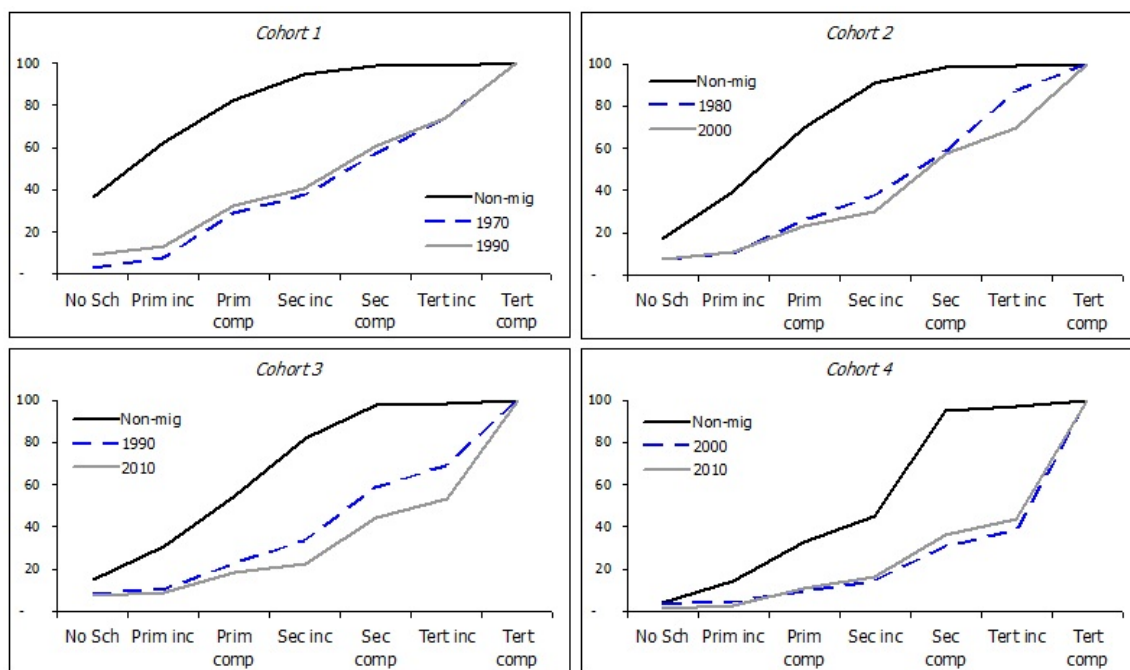 Cohort 1
100
80
60
40
20
-
Non-mig
1970
1990
No Sch Prim inc Prim comp Sec inc Sec comp Tert inc Tert comp
Cohort 2
100
80
60
40
20
-
Non-mig
1980
2000
No Sch Prim inc Prim comp Sec inc Sec comp Tert inc Tert comp
Cohort 3
100
80
60
40
20
-
Non-mig
1990
2010
No Sch Prim inc Prim comp Sec inc Sec comp Tert inc Tert comp
Cohort 4
100
80
60
40
20
-
Non-mig
2000
2010
No Sch Prim inc Prim comp Sec inc Sec comp Tert inc Tert comp